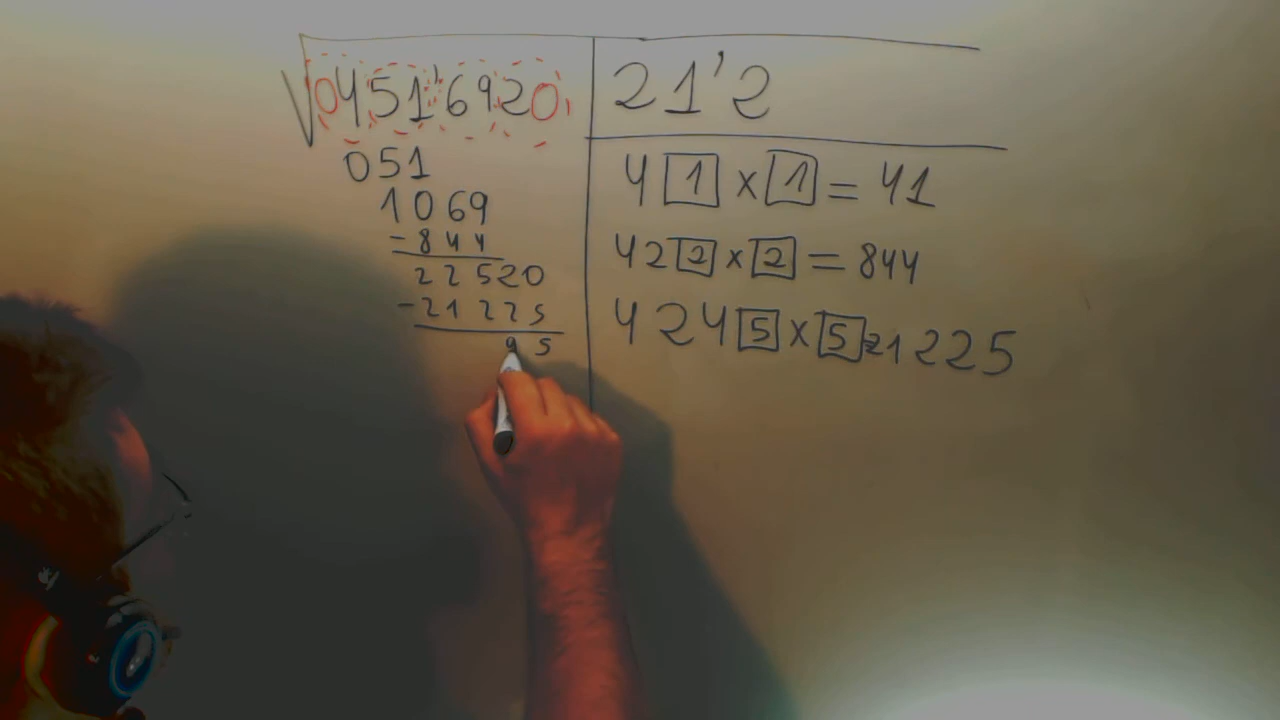 √0451'6920 21'2
051
1069
-844
22520
-21225
95
4 1 x 1 = 41
42 2 x 2 = 844
424 5 x 5 = 21225